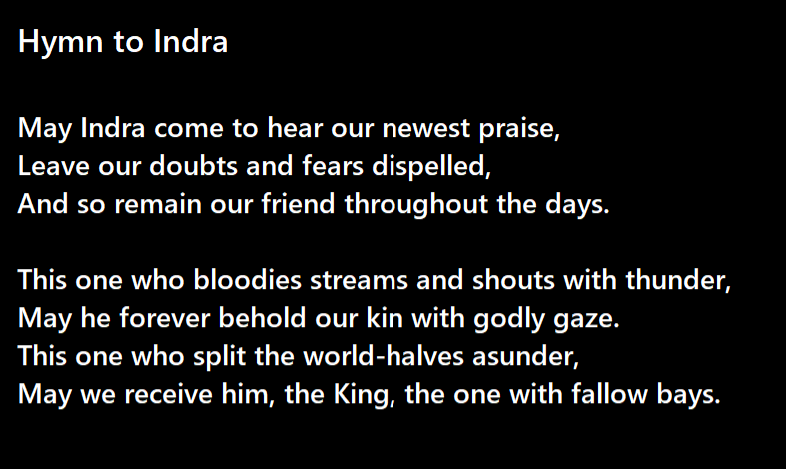 Hymn to Indra
May Indra come to hear our newest praise,
Leave our doubts and fears dispelled,
And so remain our friend throughout the days.
This one who bloodies streams and shouts with thunder,
May he forever behold our kin with godly gaze.
This one who split the world-halves asunder,
May we receive him, the King, the one with fallow bays.